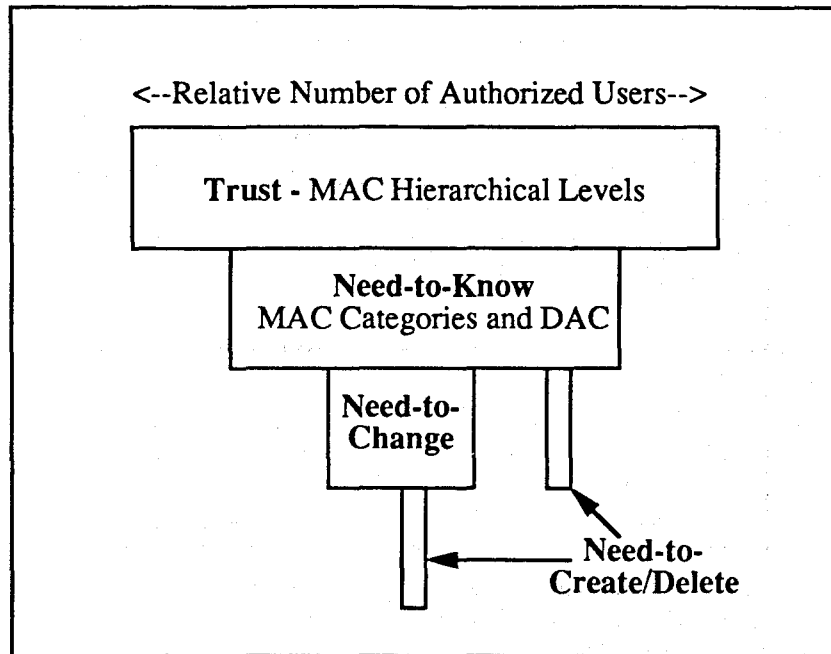 <--Relative Number of Authorized Users-->
Trust - MAC Hierarchical Levels
Need-to-Know
MAC Categories and DAC
Need-to-
Change
Need-to-
Create/Delete